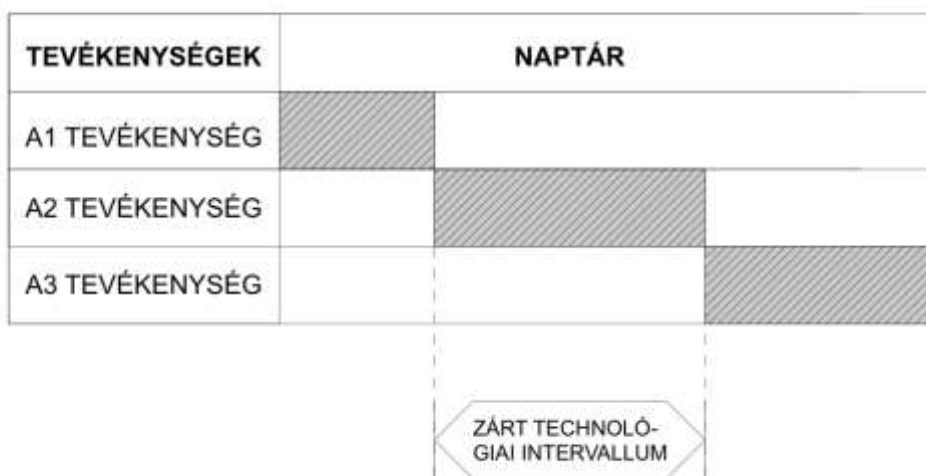 TEVÉKENYSÉGEK NAPTÁR
A1 TEVÉKENYSÉG
A2 TEVÉKENYSÉG
A3 TEVÉKENYSÉG
ZÁRT TECHNOLÓ-
GIAI INTERVALLUM